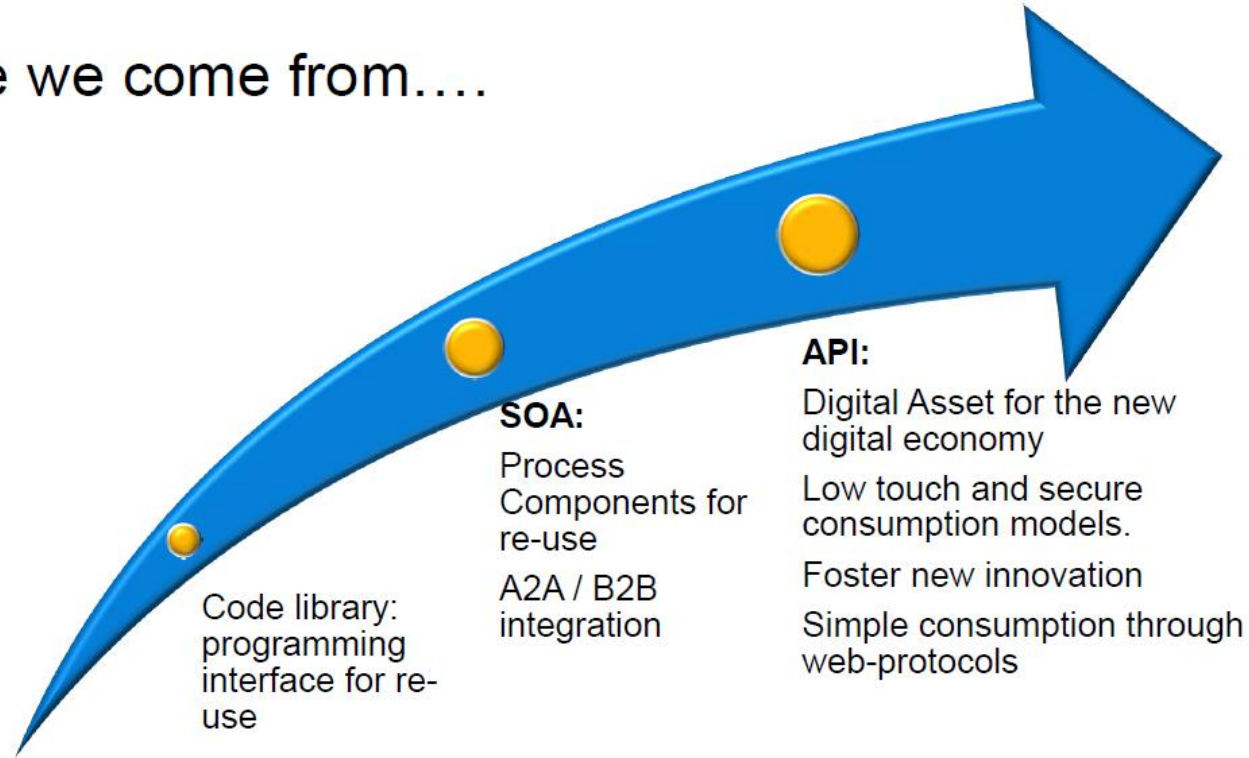 e we come from....
Code library:
programming
interface for re-
use
SOA:
Process
Components for
re-use
A2A / B2B
integration
API:
Digital Asset for the new
digital economy
Low touch and secure
consumption models.
Foster new innovation
Simple consumption through
web-protocols